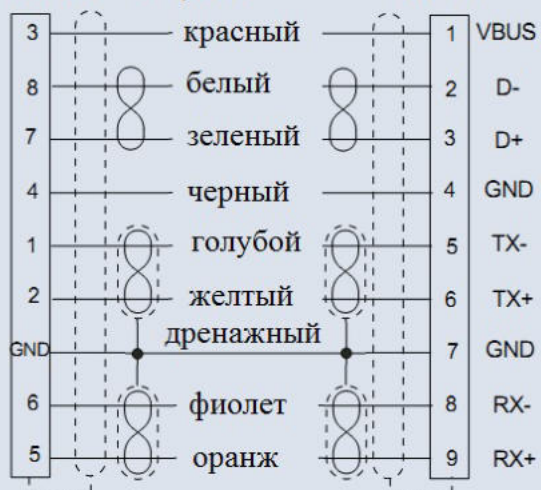 3 красный 1 VBUS
8 белый 2 D-
7 зеленый 3 D+
4 черный 4 GND
1 голубой 5 TX-
2 желтый 6 TX+
GND дренажный 7 GND
6 фиолет 8 RX-
5 оранж 9 RX+